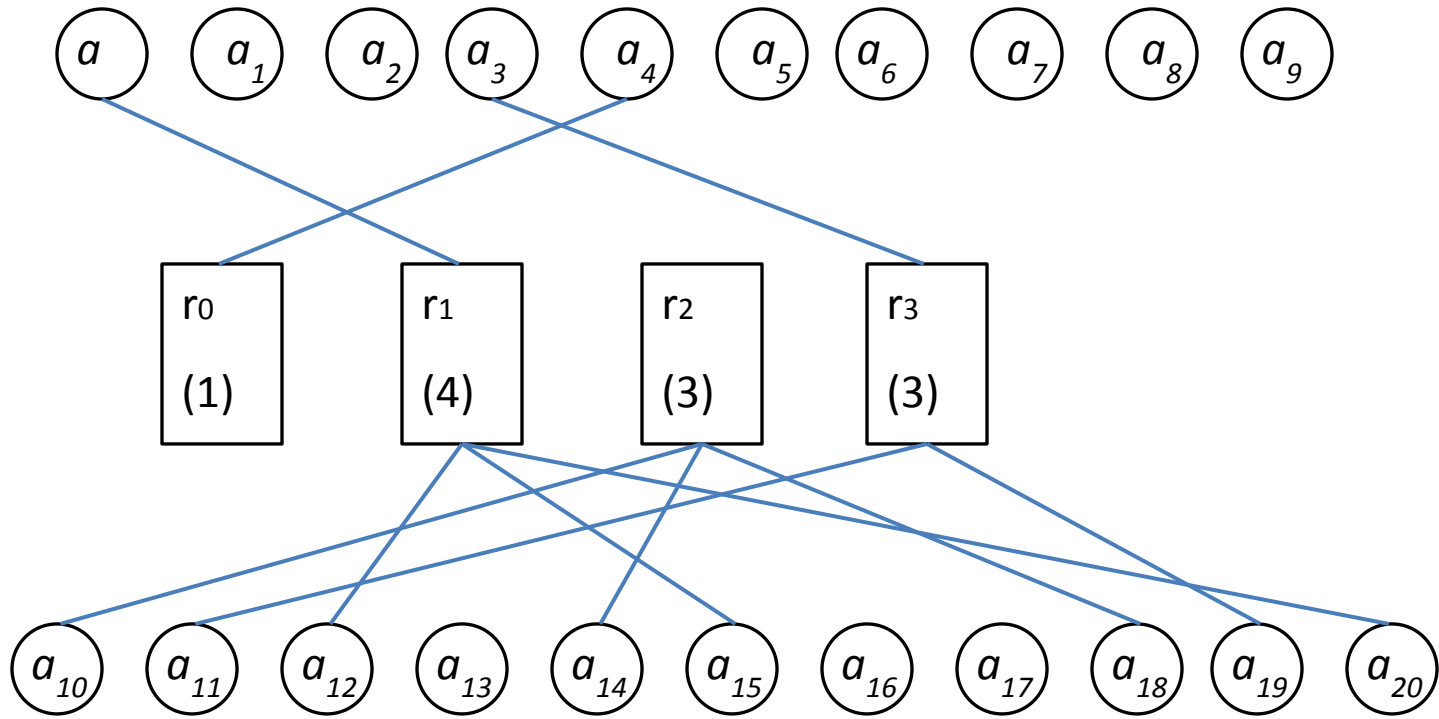 a a₁ a₂ a₃ a₄ a₅ a₆ a₇ a₈ a₉
r₀ r₁ r₂ r₃
(1) (4) (3) (3)
a₁₀ a₁₁ a₁₂ a₁₃ a₁₄ a₁₅ a₁₆ a₁₇ a₁₈ a₁₉ a₂₀